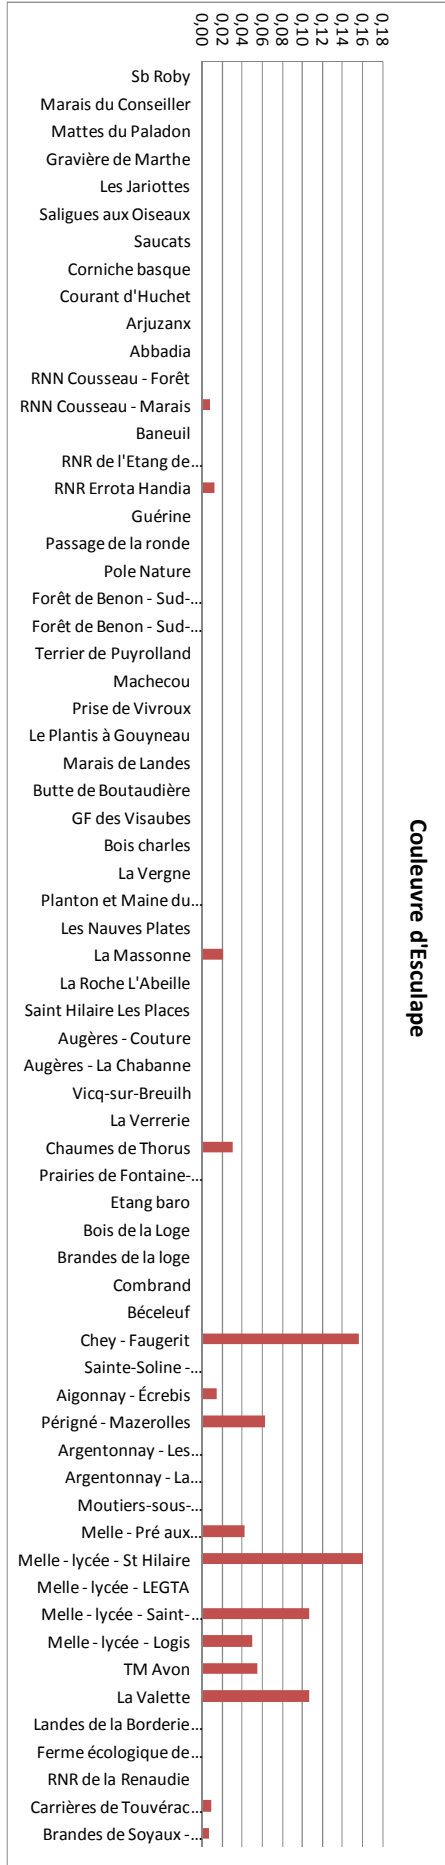 0,00
0,02
0,04
0,06
0,08
0,10
0,12
0,14
0,16
0,18
Couleuvre d'Esculape
Sb Roby
Marais du Conseiller
Mattes du Paladon
Gravière de Marthe
Les Jariottes
Saligues aux Oiseaux
Saucats
Corniche basque
Courant d'Huchet
Arjuzanx
Abbadia
RNN Cousseau - Forêt
RNN Cousseau - Marais
Baneuil
RNR de l'Etang de...
RNR Errota Handia
Guérine
Passage de la ronde
Pole Nature
Forêt de Benon - Sud-...
Forêt de Benon - Sud-...
Terrier de Puyrolland
Machecou
Prise de Vivroux
Le Plantis à Gouyneau
Marais de Landes
Butte de Boutaudière
GF des Visaubes
Bois charles
La Vergne
Planton et Maine du...
Les Nauves Plates
La Massonne
La Roche L'Abeille
Saint Hilaire Les Places
Augères - Couture
Augères - La Chabanne
Vicq-sur-Breuilh
La Verrerie
Chaumes de Thorus
Prairies de Fontaine-...
Etang baro
Bois de la Loge
Brandes de la loge
Combrand
Béceleuf
Chey - Faugerit
Sainte-Soline -...
Aigonnay - Écrebis
Périgné - Mazerolles
Argentonnay - Les...
Argentonnay - La...
Moutiers-sous-...
Melle - Pré aux...
Melle - lycée - St Hilaire
Melle - lycée - LEGTA
Melle - lycée - Saint-...
Melle - lycée - Logis
TM Avon
La Valette
Landes de la Borderie...
Ferme écologique de...
RNR de la Renaudie
Carrières de Touvérac...
Brandes de Soyaux -...